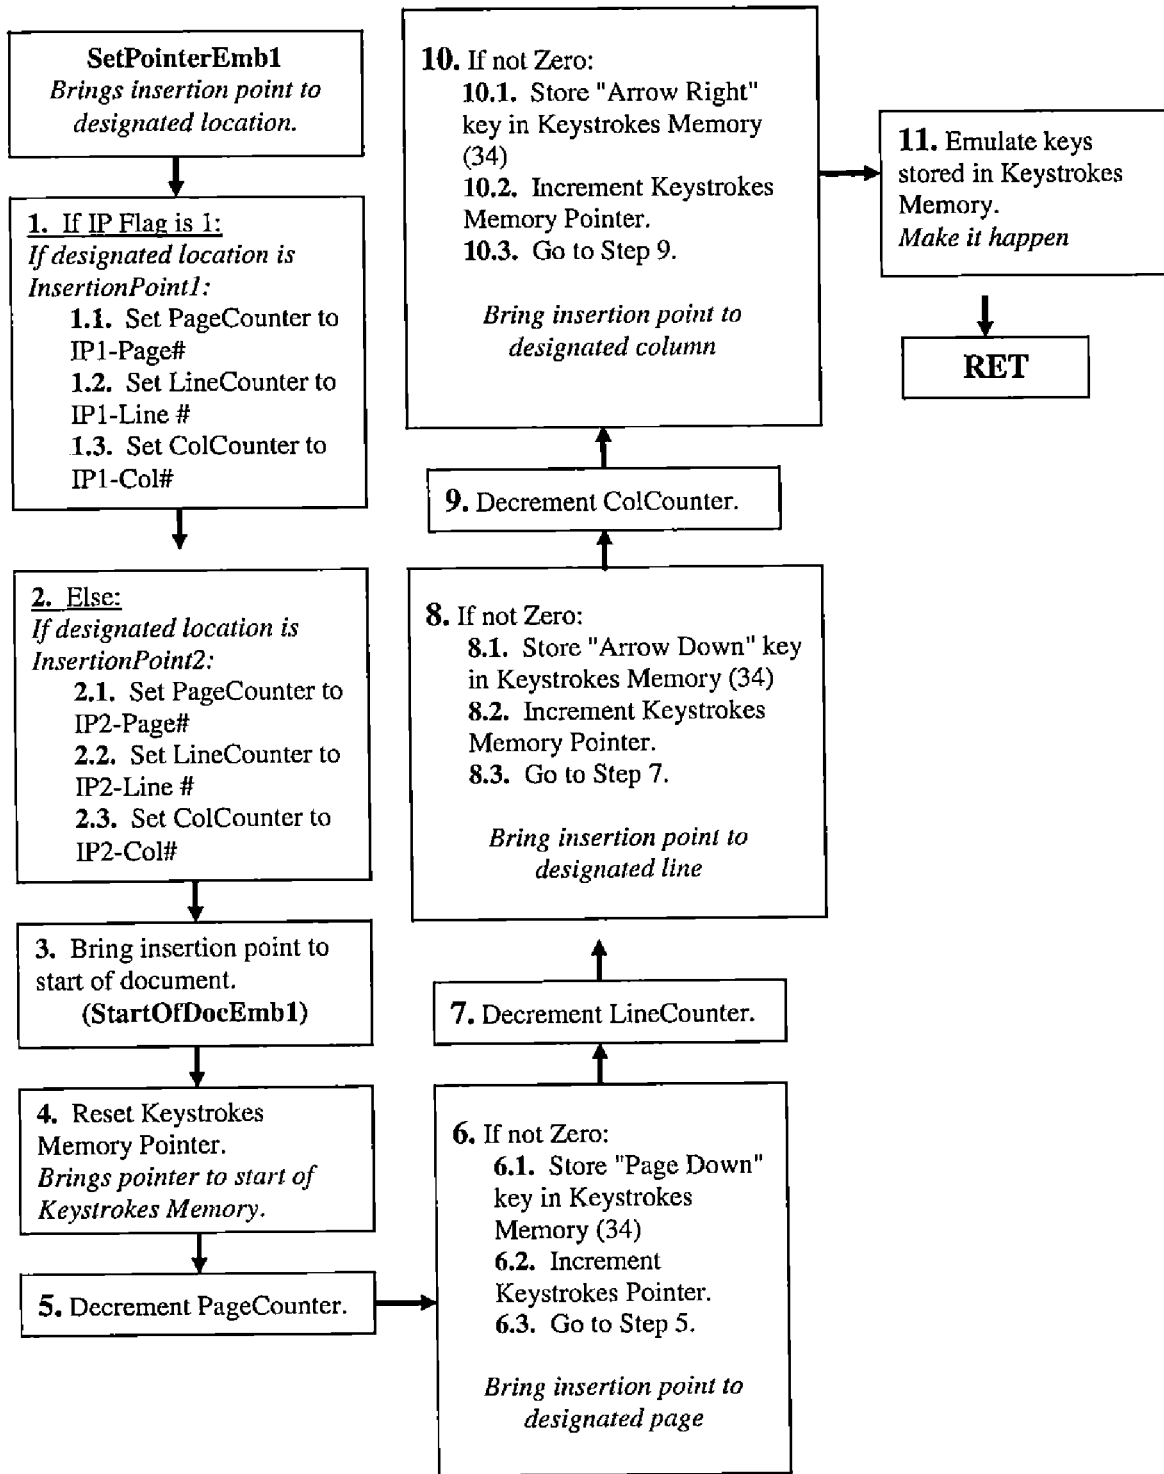 SetPointerEmb1
Brings insertion point to
designated location.
1. If IP Flag is 1:
If designated location is
InsertionPoint1:
1.1. Set PageCounter to
IP1-Page#
1.2. Set LineCounter to
IP1-Line #
1.3. Set ColCounter to
IP1-Col#
2. Else:
If designated location is
InsertionPoint2:
2.1. Set PageCounter to
IP2-Page#
2.2. Set LineCounter to
IP2-Line #
2.3. Set ColCounter to
IP2-Col#
3. Bring insertion point to
start of document.
(StartOfDocEmb1)
4. Reset Keystrokes
Memory Pointer.
Brings pointer to start of
Keystrokes Memory.
5. Decrement PageCounter.
6. If not Zero:
6.1. Store "Page Down"
key in Keystrokes
Memory (34)
6.2. Increment
Keystrokes Pointer.
6.3. Go to Step 5.
Bring insertion point to
designated page
7. Decrement LineCounter.
8. If not Zero:
8.1. Store "Arrow Down" key
in Keystrokes Memory (34)
8.2. Increment Keystrokes
Memory Pointer.
8.3. Go to Step 7.
Bring insertion point to
designated line
9. Decrement ColCounter.
10. If not Zero:
10.1. Store "Arrow Right"
key in Keystrokes Memory
(34)
10.2. Increment Keystrokes
Memory Pointer.
10.3. Go to Step 9.
Bring insertion point to
designated column
11. Emulate keys
stored in Keystrokes
Memory.
Make it happen
RET